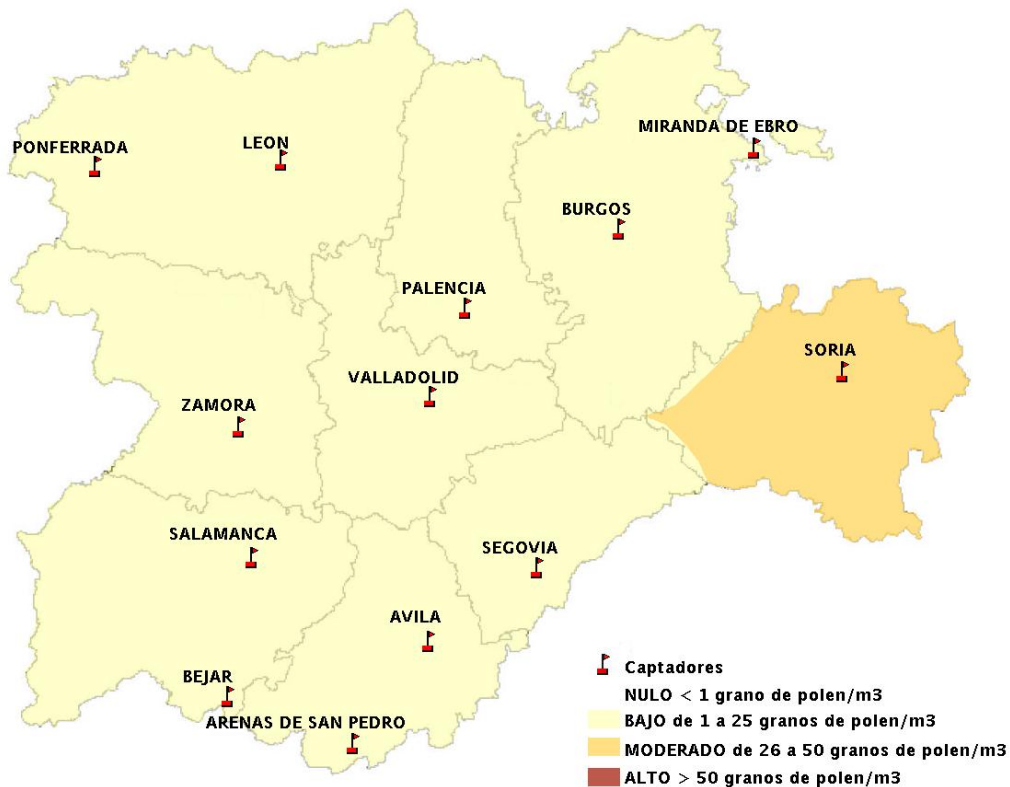 MIRANDA DE EBRO
PONFERRADA
LEON
BURGOS
PALENCIA
SORIA
VALLADOLID
ZAMORA
SALAMANCA
SEGOVIA
AVILA
BEJAR
ARENAS DE SAN PEDRO
Captadores
NULO < 1 grano de polen/m3
BAJO de 1 a 25 granos de polen/m3
MODERADO de 26 a 50 granos de polen/m3
ALTO > 50 granos de polen/m3